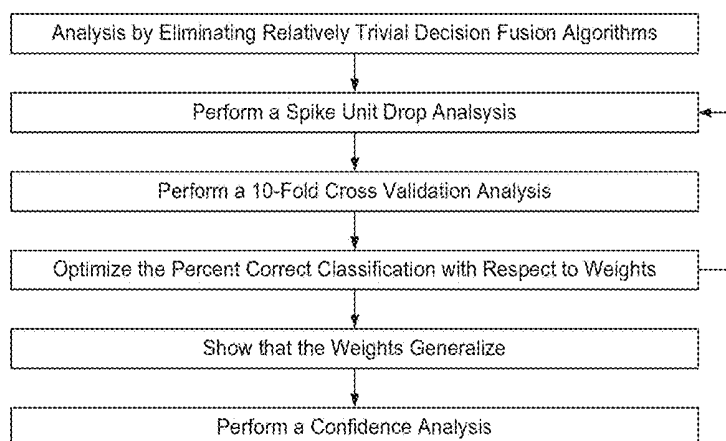 Analysis by Eliminating Relatively Trivial Decision Fusion Algorithms
Perform a Spike Unit Drop Analsysis
Perform a 10-Fold Cross Validation Analysis
Optimize the Percent Correct Classification with Respect to Weights
Show that the Weights Generalize
Perform a Confidence Analysis